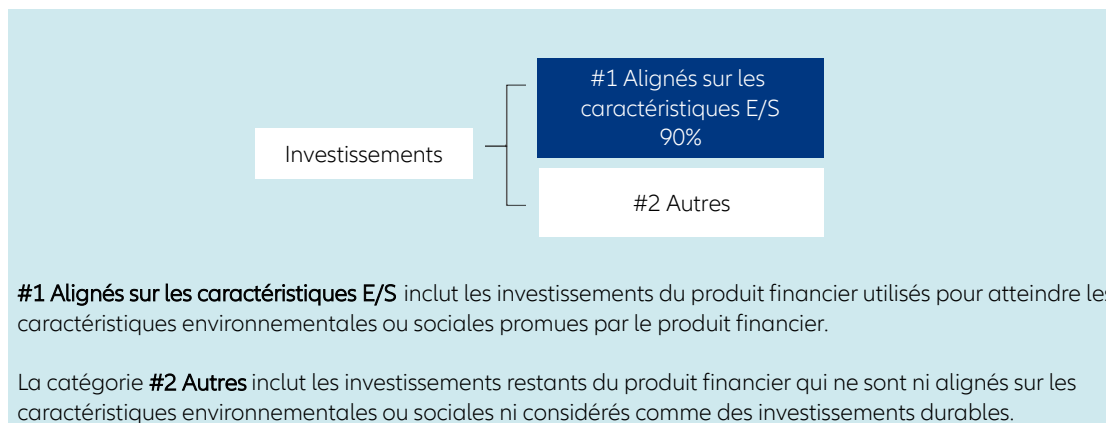 #1 Alignés sur les
caractéristiques E/S
90%
Investissements
#2 Autres
#1 Alignés sur les caractéristiques E/S inclut les investissements du produit financier utilisés pour atteindre les
caractéristiques environnementales ou sociales promues par le produit financier.
La catégorie #2 Autres inclut les investissements restants du produit financier qui ne sont ni alignés sur les
caractéristiques environnementales ou sociales ni considérés comme des investissements durables.